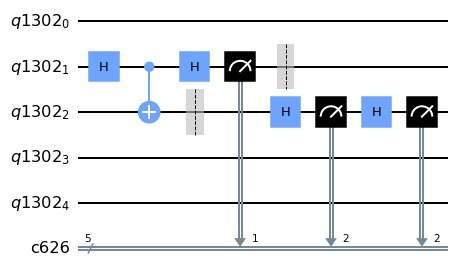 q1302₀
q1302₁ H H
q1302₂ H H
q1302₃
q1302₄
c626 5 1 2 2